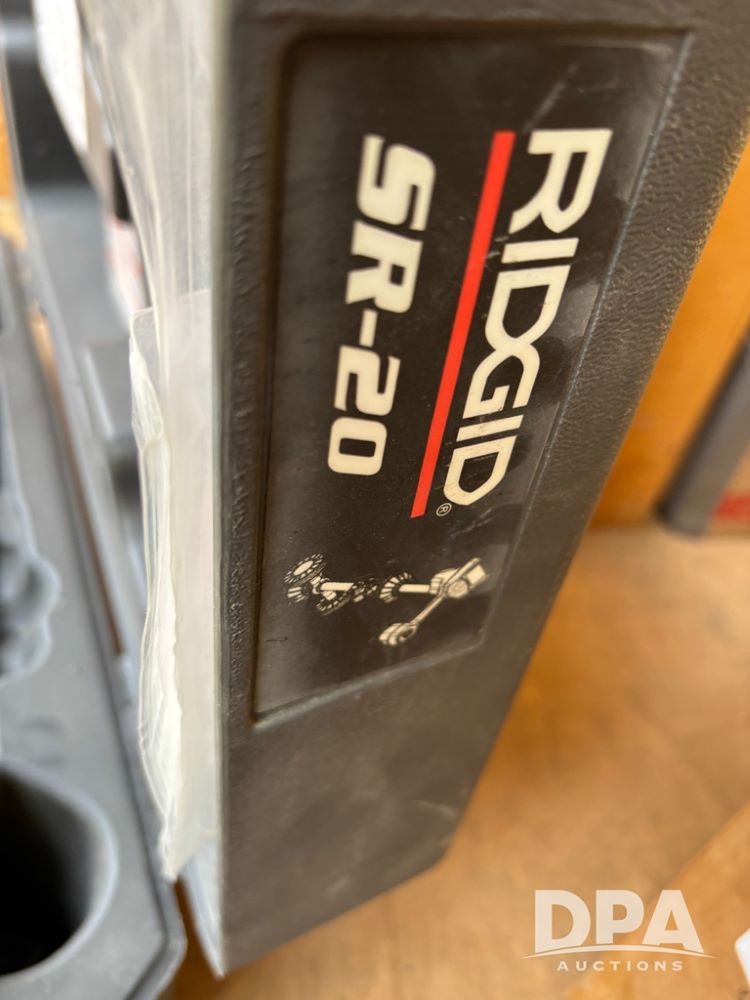 RIDGID®
SR-20
DPA
AUCTIONS